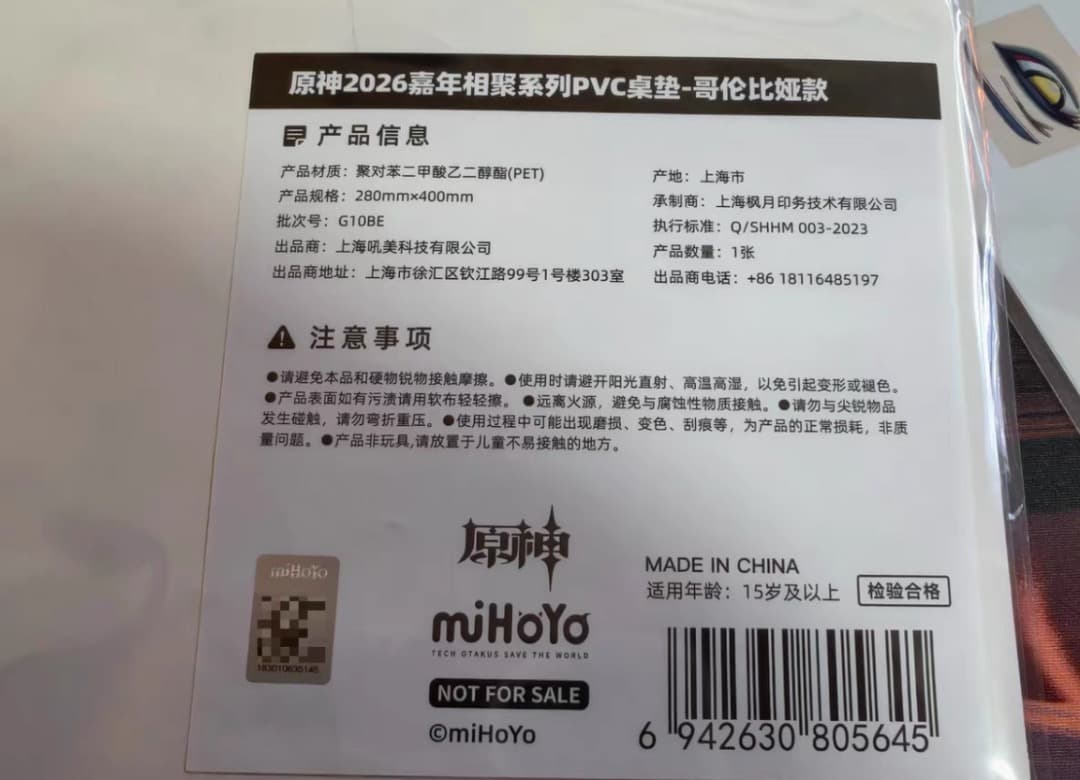 原神2026嘉年相聚系列PVC桌垫-哥伦比娅款
产品信息
产品材质：聚对苯二甲酸乙二醇酯(PET)
产品规格：280mm×400mm
批次号：G10BE
出品商：上海吼美科技有限公司
出品商地址：上海市徐汇区钦江路99号1号楼303室
产地：上海市
承制商：上海枫月印务技术有限公司
执行标准：Q/SHHM 003-2023
产品数量：1张
出品商电话：+86 18116485197
注意事项
●请避免本品和硬物锐物接触摩擦。●使用时请避开阳光直射、高温高湿，以免引起变形或褪色。
●产品表面如有污渍请用软布轻轻擦。●远离火源，避免与腐蚀性物质接触。●请勿与尖锐物品
发生碰触，请勿弯折重压。●使用过程中可能出现磨损、变色、刮痕等，为产品的正常损耗，非质
量问题。●产品非玩具,请放置于儿童不易接触的地方。
miHoYo
183010635145
原神
miHoYo
TECH OTAKUS SAVE THE WORLD
NOT FOR SALE
©miHoYo
MADE IN CHINA
适用年龄：15岁及以上
检验合格
6 942630 805645